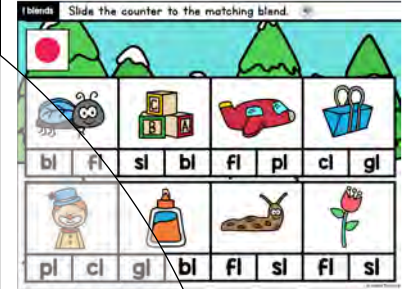 l blends Slide the counter to the matching blend.
C
B A
bl fl sl bl fl pl cl gl
pl cl gl bl fl sl fl sl